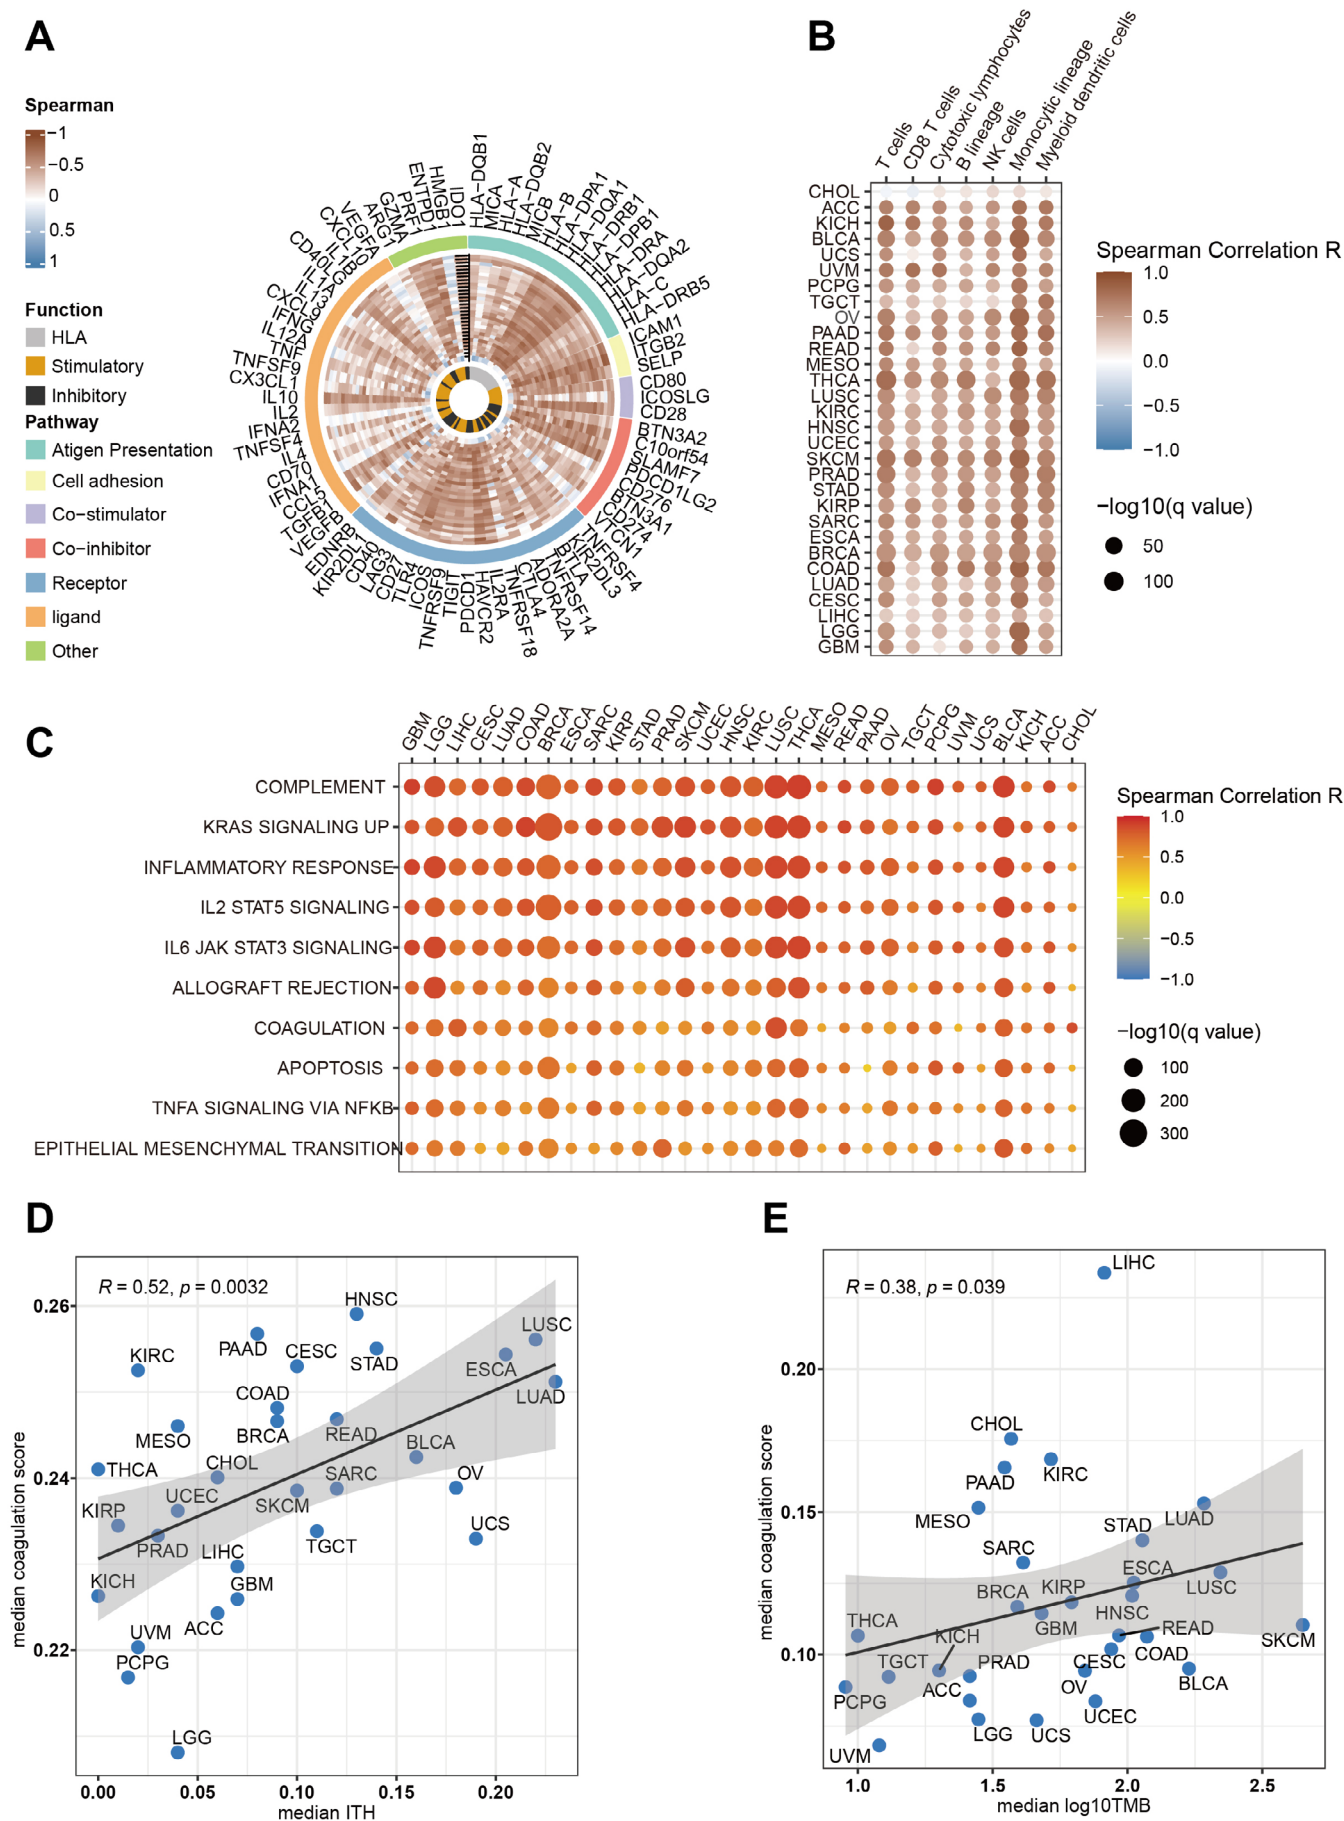 A
Spearman
−1
−0.5
0
0.5
1
Function
HLA
Stimulatory
Inhibitory
Pathway
Atigen Presentation
Cell adhesion
Co−stimulator
Co−inhibitor
Receptor
ligand
Other
HLA−DQB1
MICA
HLA−A
HLA−DQB2
MICB
HLA−B
HLA−DPA1
HLA−DQA1
HLA−DRB1
HLA−DPB1
HLA−DRA
HLA−DQA2
HLA−C
HLA−DRB5
ICAM1
ITGB2
SELP
CD80
ICOSLG
CD28
BTN3A2
C10orf54
SLAMF7
PDCD1LG2
CD276
BTN3A1
CD274
VTCN1
TNFRSF4
KIR2DL3
BTLA
TNFRSF14
ADORA2A
CTLA4
TNFRSF18
IL2RA
HAVCR2
PDCD1
TIGIT
TNFRSF9
ICOS
TLR4
CD27
LAG3
CD40
KIR2DL1
EDNRB
VEGFB
TGFB1
CCL5
IFNA1
CD70
IL4
TNFSF4
IFNA2
IL2
IL10
CX3CL1
TNFSF9
TNF
IL12A
CD40LG
VEGFA
ARG1
GZMA
PRF1
ENTPD1
HMGB1
IDO1
B
T cells
CD8 T cells
Cytotoxic lymphocytes
B lineage
NK cells
Monocytic lineage
Myeloid dendritic cells
CHOL
ACC
KICH
BLCA
UCS
UVM
PCPG
TGCT
OV
PAAD
READ
MESO
THCA
LUSC
KIRC
HNSC
UCEC
SKCM
PRAD
STAD
KIRP
SARC
ESCA
BRCA
COAD
LUAD
CESC
LIHC
LGG
GBM
Spearman Correlation R
1.0
0.5
0.0
−0.5
−1.0
−log10(q value)
50
100
C
GBM
LGG
LIHC
CESC
LUAD
COAD
BRCA
ESCA
SARC
KIRP
STAD
PRAD
SKCM
UCEC
HNSC
KIRC
LUSC
THCA
MESO
READ
PAAD
OV
TGCT
PCPG
UVM
UCS
BLCA
KICH
ACC
CHOL
COMPLEMENT
KRAS SIGNALING UP
INFLAMMATORY RESPONSE
IL2 STAT5 SIGNALING
IL6 JAK STAT3 SIGNALING
ALLOGRAFT REJECTION
COAGULATION
APOPTOSIS
TNFA SIGNALING VIA NFKB
EPITHELIAL MESENCHYMAL TRANSITION
Spearman Correlation R
1.0
0.5
0.0
−0.5
−1.0
−log10(q value)
100
200
300
D
R = 0.52, p = 0.0032
median coagulation score
0.26
0.24
0.22
HNSC
LUSC
PAAD
CESC
STAD
KIRC
ESCA
LUAD
COAD
BRCA
READ
MESO
BLCA
THCA
CHOL
SARC
OV
UCEC
SKCM
KIRP
UCS
PRAD
TGCT
LIHC
KICH
GBM
ACC
UVM
PCPG
LGG
0.00
0.05
0.10
0.15
0.20
median ITH
E
R = 0.38, p = 0.039
median coagulation score
0.20
0.15
0.10
LIHC
CHOL
PAAD
KIRC
MESO
LUAD
STAD
SARC
ESCA
LUSC
BRCA
KIRP
HNSC
THCA
GBM
READ
SKCM
KICH
COAD
TGCT
PRAD
CESC
BLCA
PCPG
ACC
OV
UCEC
LGG
UCS
UVM
1.0
1.5
2.0
2.5
median log10TMB